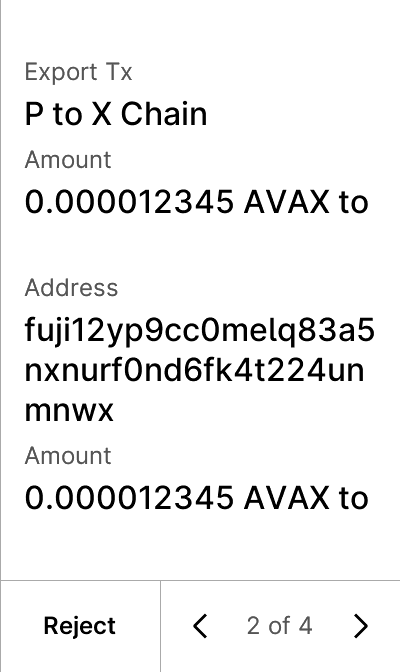 Export Tx
P to X Chain
Amount
0.000012345 AVAX to
Address
fuji12yp9cc0melq83a5
nxnurf0nd6fk4t224un
mnwx
Amount
0.000012345 AVAX to
Reject
2 of 4